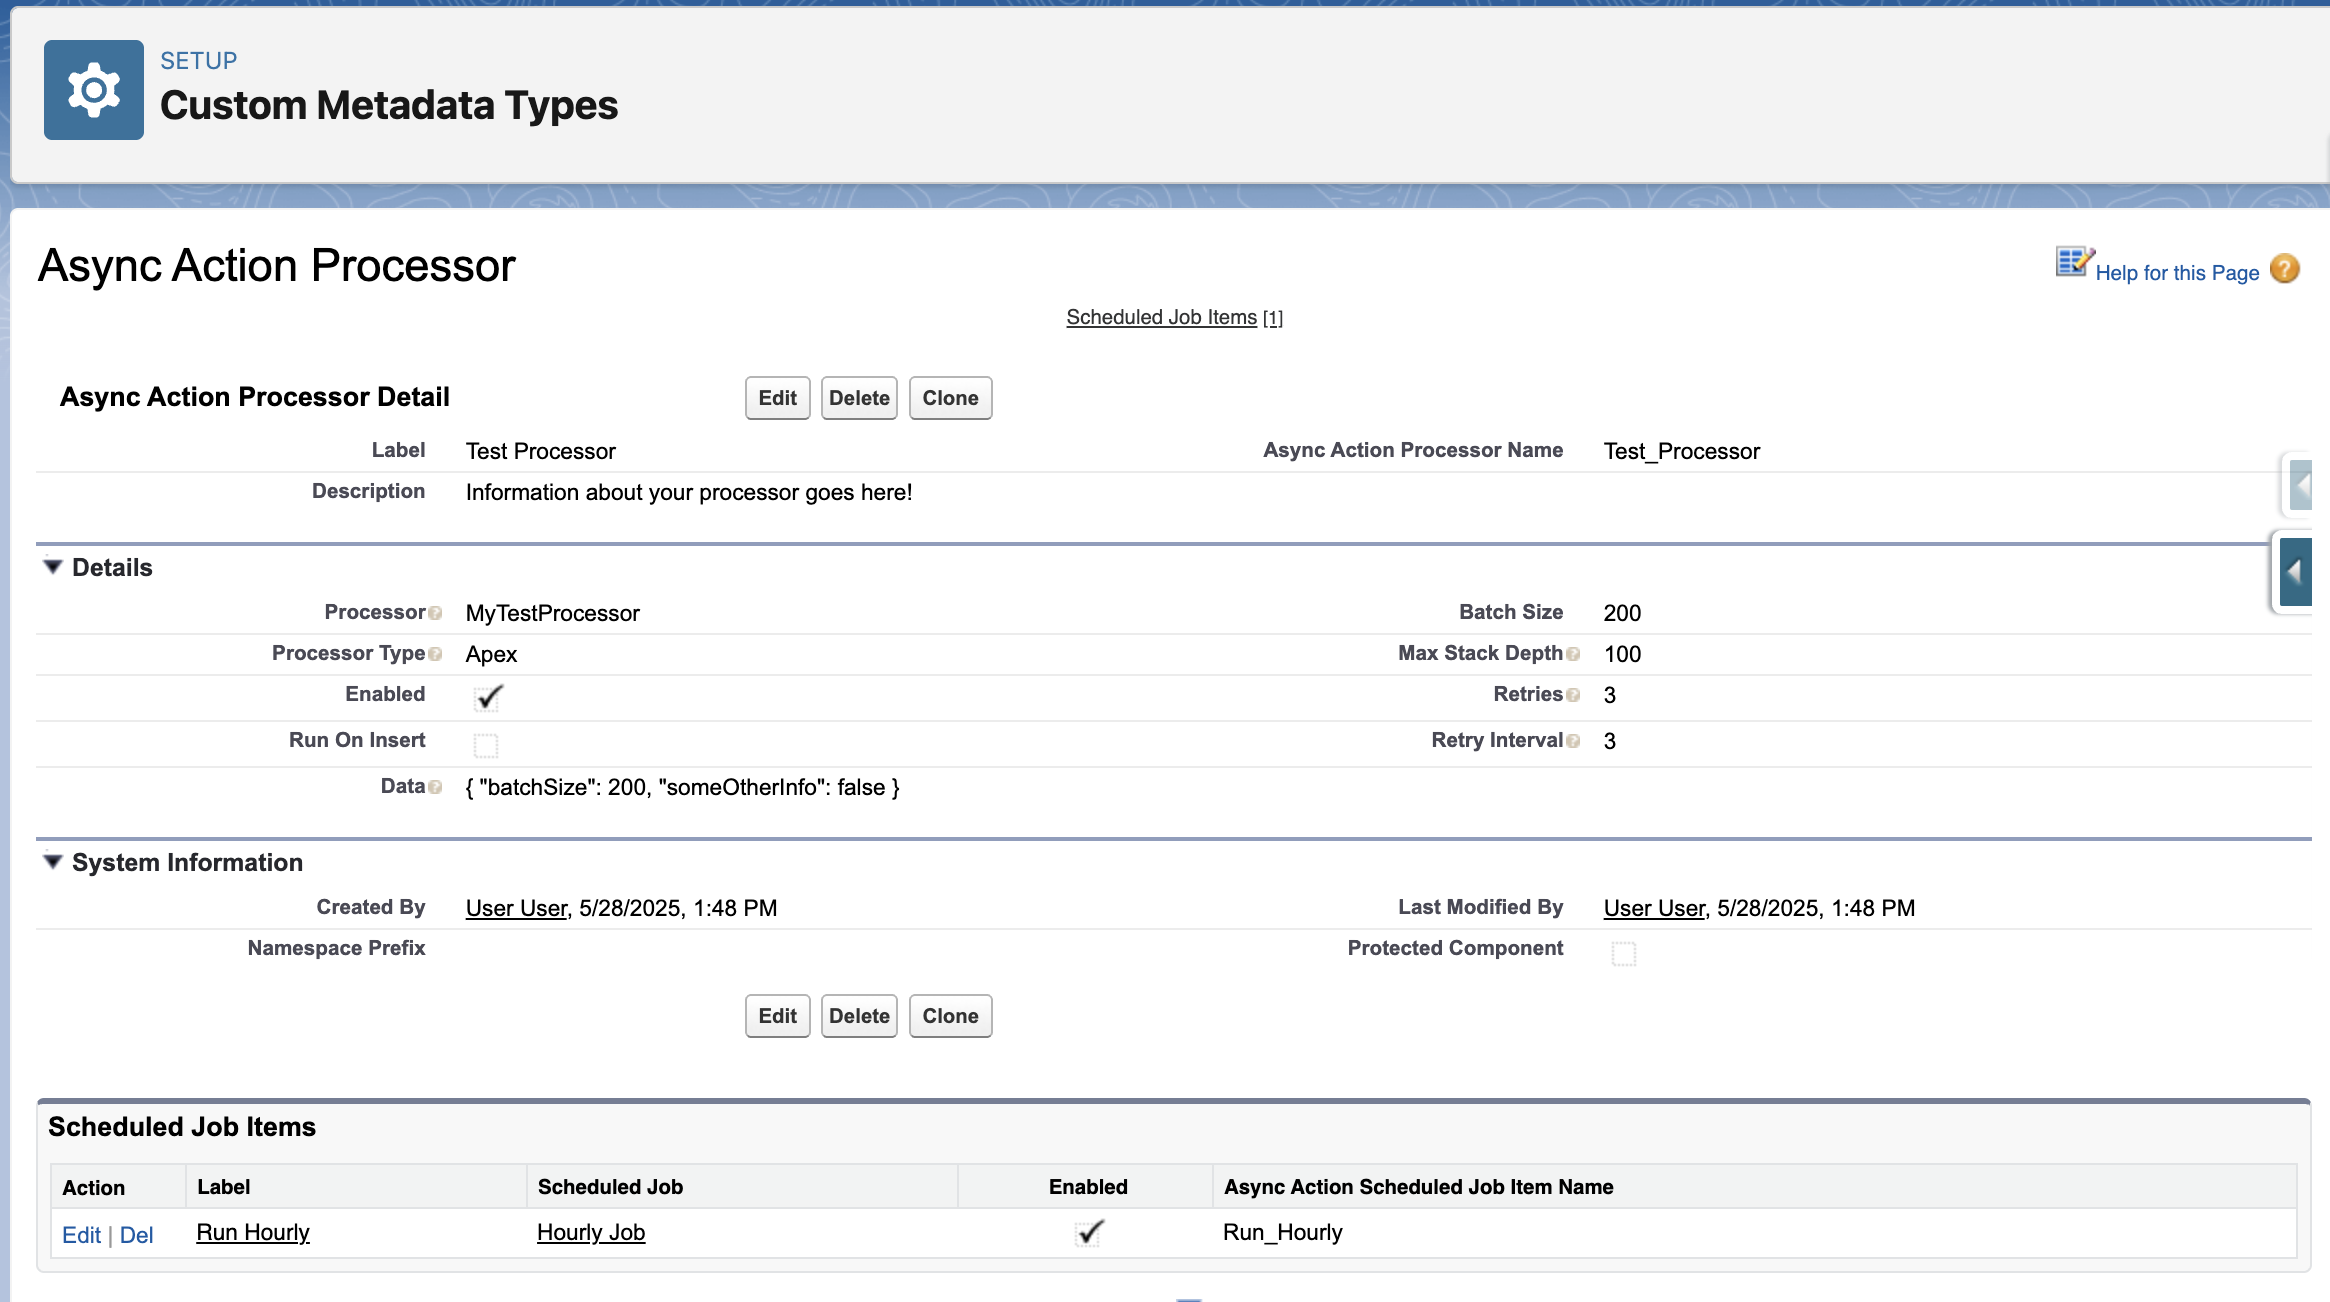 SETUP
Custom Metadata Types
Async Action Processor
Help for this Page ?
Scheduled Job Items [1]
Async Action Processor Detail Edit Delete Clone
Label Test Processor Async Action Processor Name Test_Processor
Description Information about your processor goes here!
Details
Processor ? MyTestProcessor Batch Size 200
Processor Type ? Apex Max Stack Depth ? 100
Enabled Retries ? 3
Run On Insert Retry Interval ? 3
Data ? { "batchSize": 200, "someOtherInfo": false }
System Information
Created By User User, 5/28/2025, 1:48 PM Last Modified By User User, 5/28/2025, 1:48 PM
Namespace Prefix Protected Component
Edit Delete Clone
Scheduled Job Items
Action Label Scheduled Job Enabled Async Action Scheduled Job Item Name
Edit | Del Run Hourly Hourly Job Run_Hourly